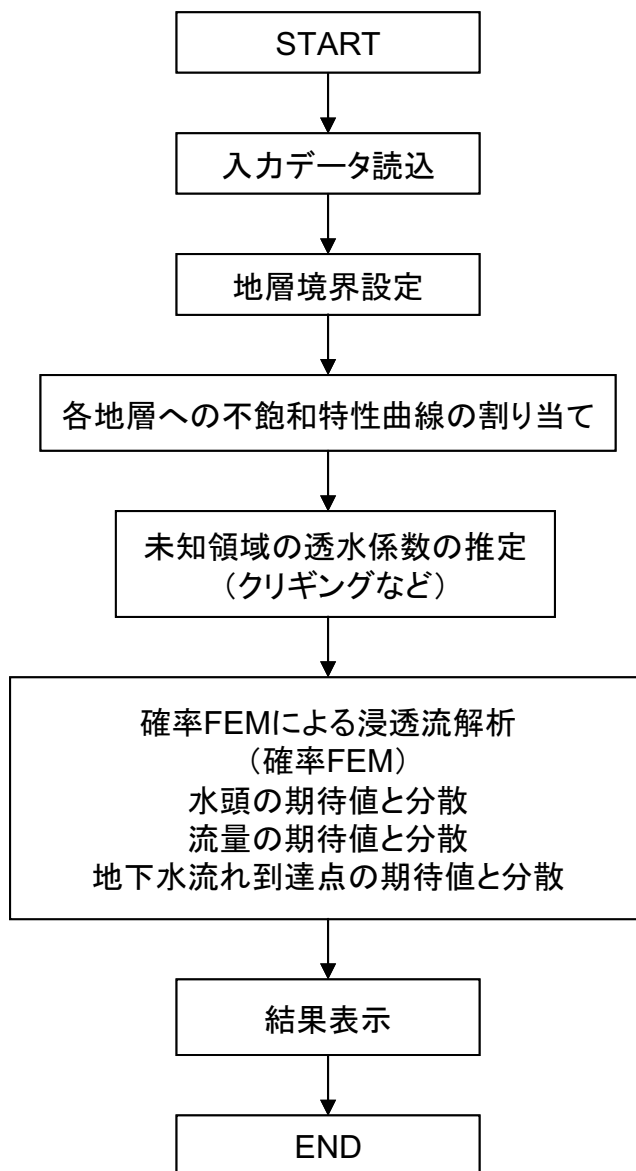 START
入力データ読込
地層境界設定
各地層への不飽和特性曲線の割り当て
未知領域の透水係数の推定
（クリギングなど）
確率FEMによる浸透流解析
（確率FEM）
水頭の期待値と分散
流量の期待値と分散
地下水流れ到達点の期待値と分散
結果表示
END